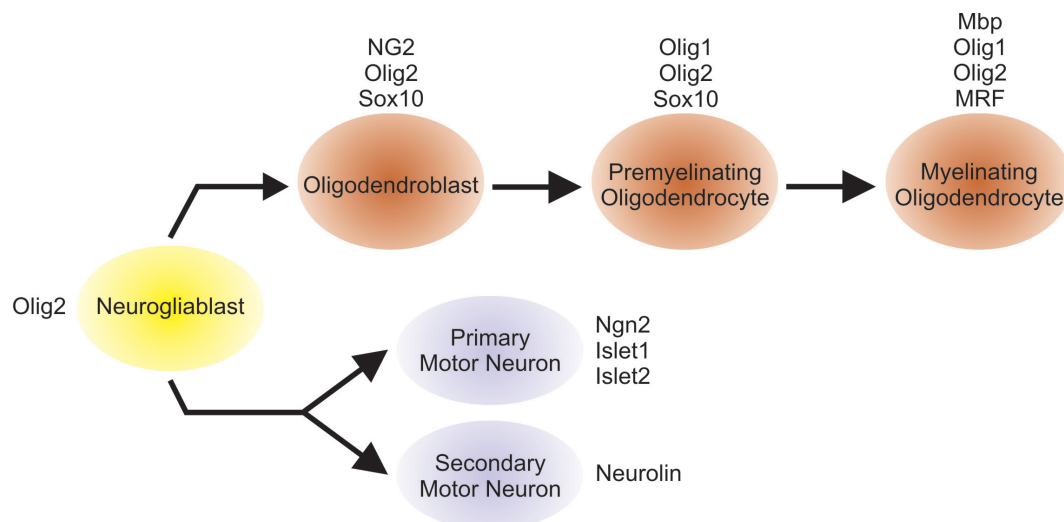 NG2
Olig2
Sox10
Olig1
Olig2
Sox10
Mbp
Olig1
Olig2
MRF
Oligodendroblast
Premyelinating
Oligodendrocyte
Myelinating
Oligodendrocyte
Olig2
Neurogliablast
Primary
Motor Neuron
Ngn2
Islet1
Islet2
Secondary
Motor Neuron
Neurolin